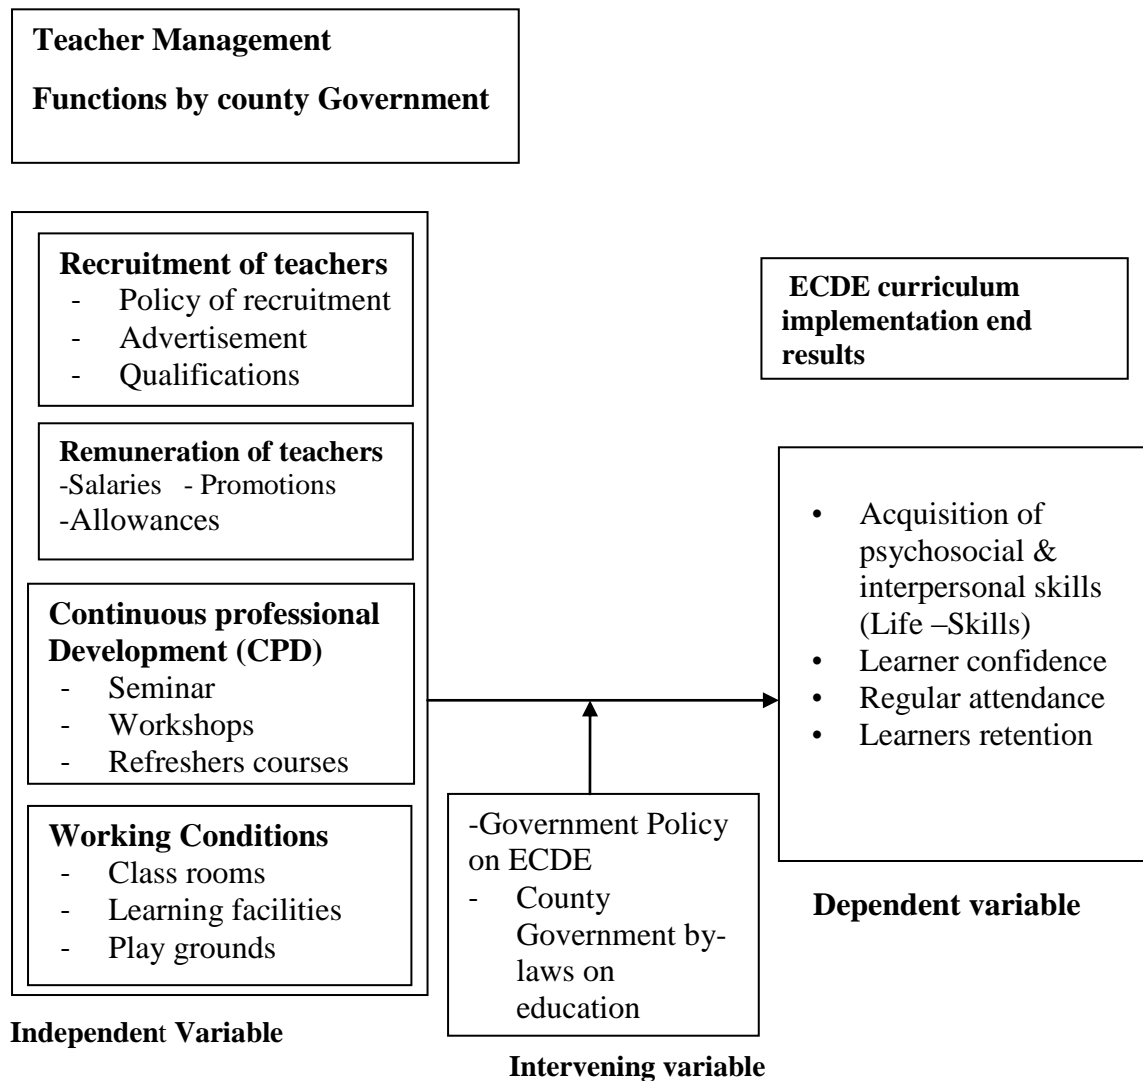 Teacher Management
Functions by county Government
Recruitment of teachers
- Policy of recruitment
- Advertisement
- Qualifications
Remuneration of teachers
-Salaries - Promotions
-Allowances
Continuous professional
Development (CPD)
- Seminar
- Workshops
- Refreshers courses
Working Conditions
- Class rooms
- Learning facilities
- Play grounds
Independent Variable
-Government Policy
on ECDE
- County
Government by-
laws on
education
Intervening variable
ECDE curriculum
implementation end
results
• Acquisition of
psychosocial &
interpersonal skills
(Life –Skills)
• Learner confidence
• Regular attendance
• Learners retention
Dependent variable